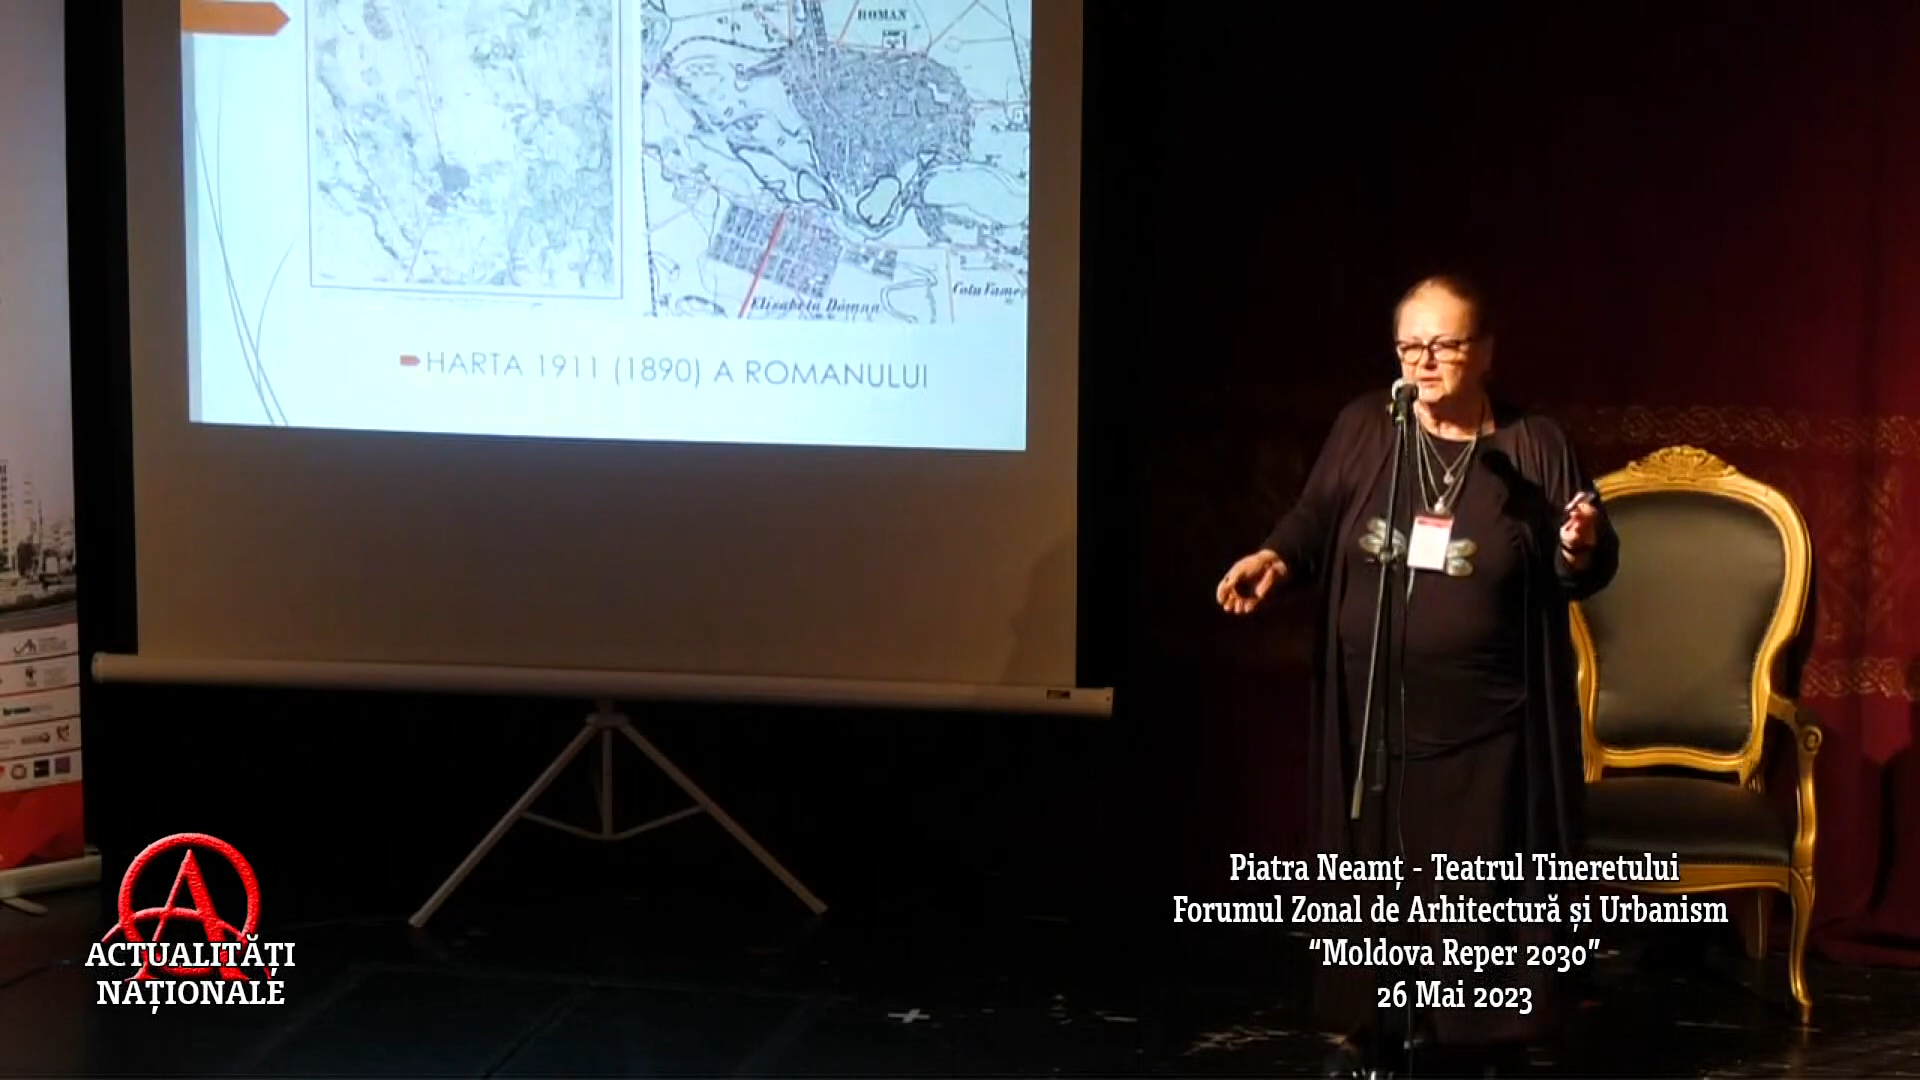 ROMAN
Elisabeta Dómna
HARTA 1911 (1890) A ROMANULUI
ACTUALITĂȚI
NAȚIONALE
Piatra Neamț - Teatrul Tineretului
Forumul Zonal de Arhitectură și Urbanism
“Moldova Reper 2030”
26 Mai 2023